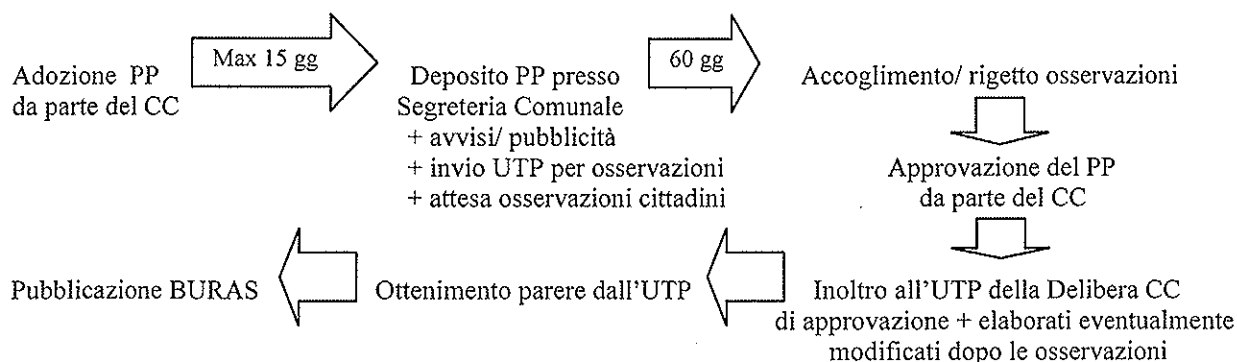 Adozione PP
da parte del CC
Max 15 gg
Deposito PP presso
Segreteria Comunale
+ avvisi/ pubblicità
+ invio UTP per osservazioni
+ attesa osservazioni cittadini
60 gg
Accoglimento/ rigetto osservazioni
Approvazione del PP
da parte del CC
Inoltro all'UTP della Delibera CC
di approvazione + elaborati eventualmente
modificati dopo le osservazioni
Ottenimento parere dall'UTP
Pubblicazione BURAS